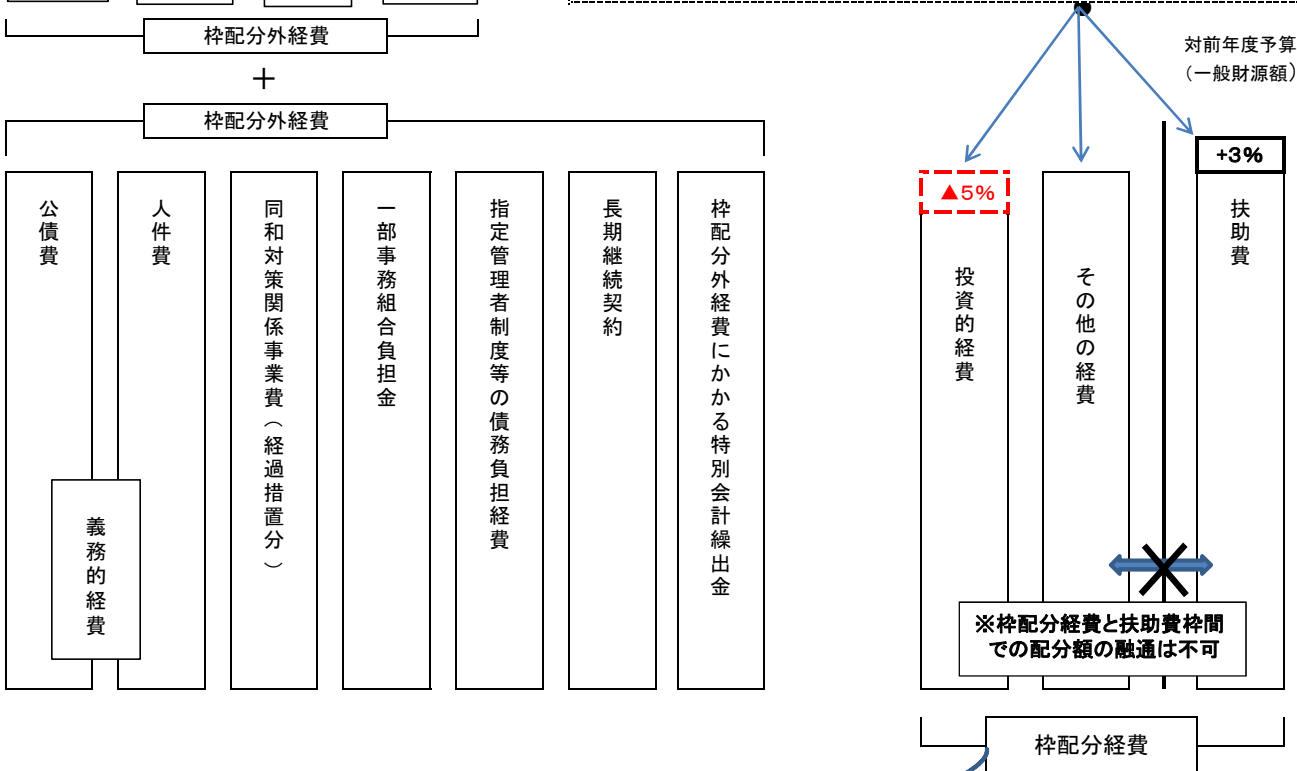 枠配分外経費
＋
枠配分外経費
対前年度予算
（一般財源額）
公債費
人件費
同和対策関係事業費（経過措置分）
一部事務組合負担金
指定管理者制度等の債務負担経費
長期継続契約
枠配分外経費にかかる特別会計繰出金
義務的経費
▲5%
投資的経費
その他の経費
+3%
扶助費
※枠配分経費と扶助費枠間
での配分額の融通は不可
枠配分経費